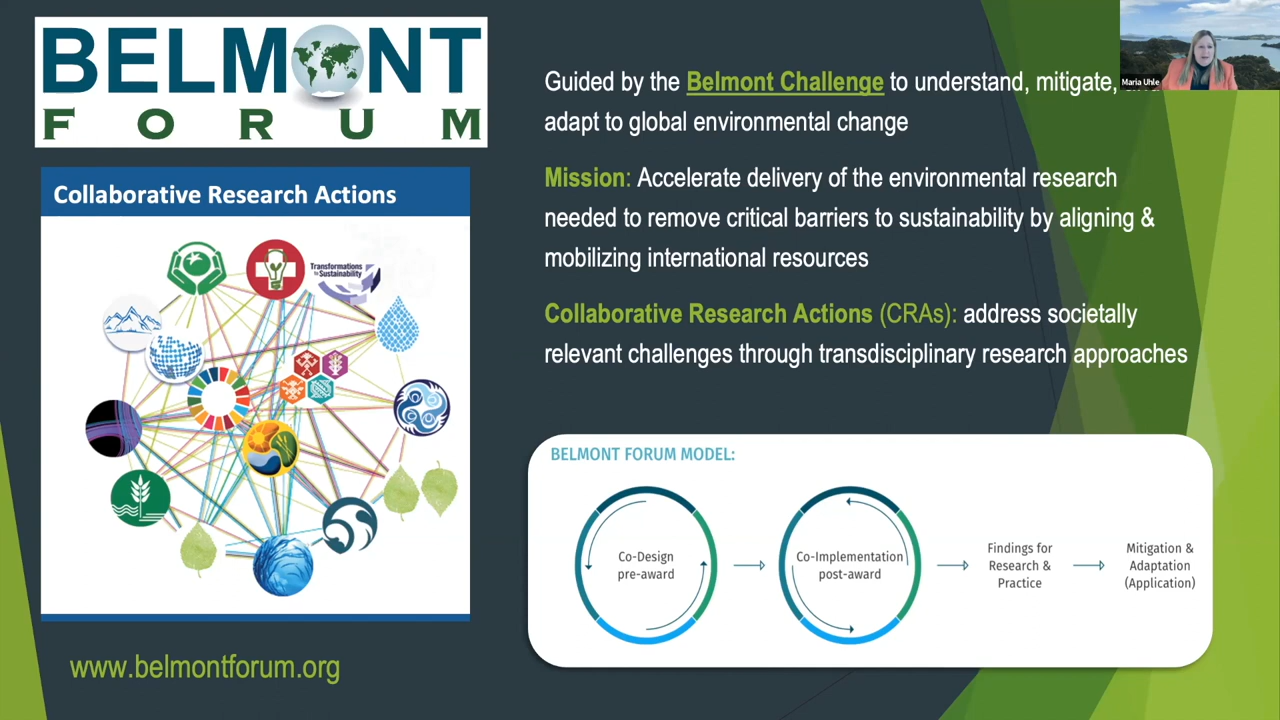 BELMONT
FORUM
Collaborative Research Actions
Transformations
to Sustainability
www.belmontforum.org
Maria Uhle
Guided by the Belmont Challenge to understand, mitigate,
adapt to global environmental change
Mission: Accelerate delivery of the environmental research
needed to remove critical barriers to sustainability by aligning &
mobilizing international resources
Collaborative Research Actions (CRAs): address societally
relevant challenges through transdisciplinary research approaches
BELMONT FORUM MODEL:
Co-Design
pre-award
Co-Implementation
post-award
Findings for
Research &
Practice
Mitigation &
Adaptation
(Application)